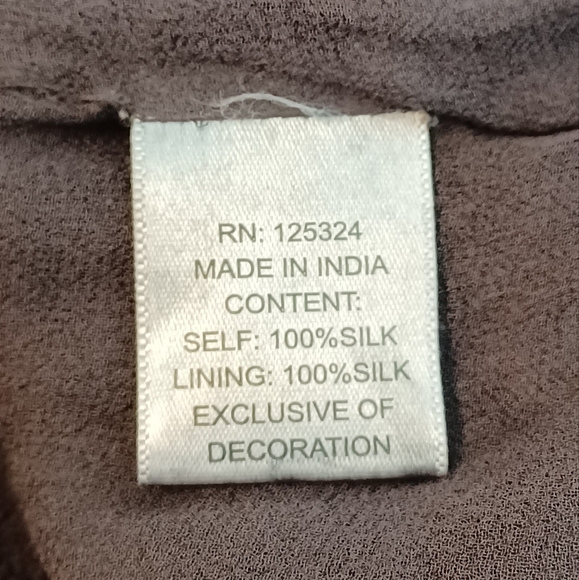 RN: 125324
MADE IN INDIA
CONTENT:
SELF: 100%SILK
LINING: 100%SILK
EXCLUSIVE OF
DECORATION